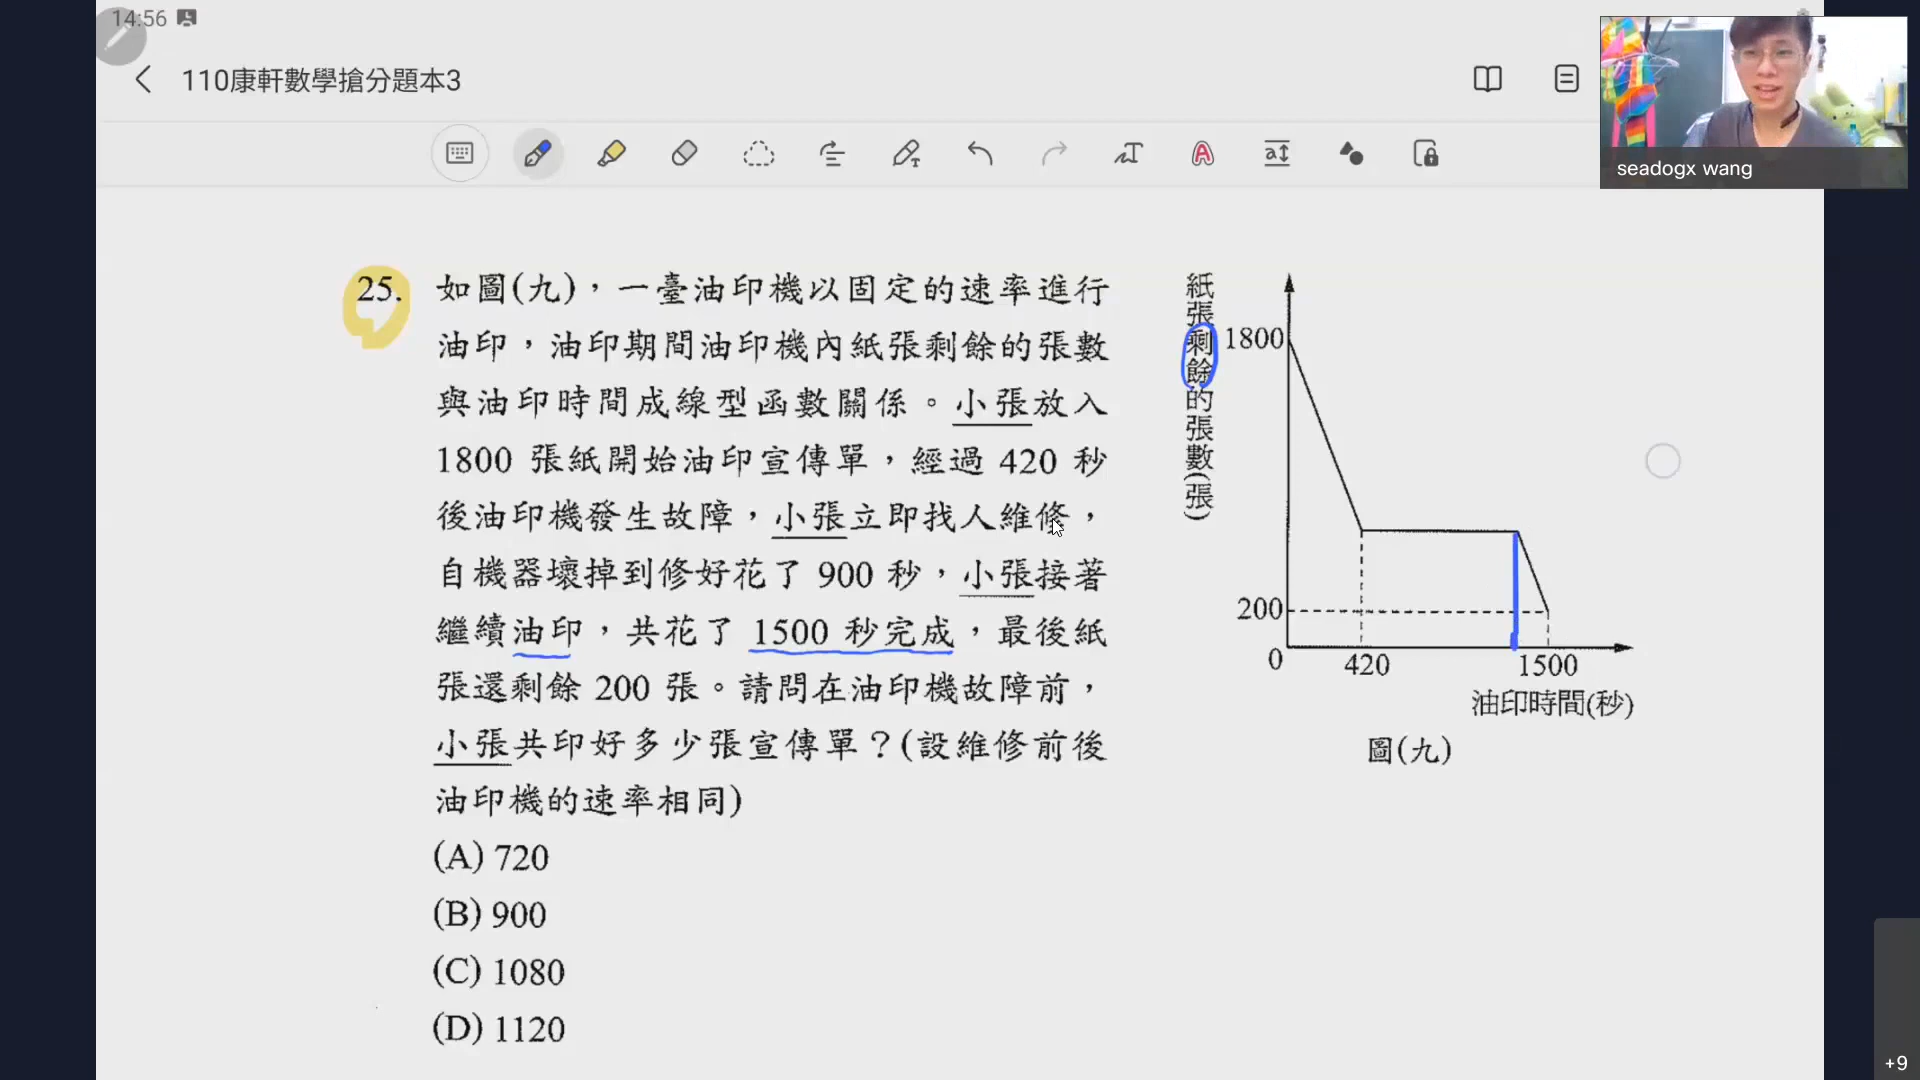 14:56
110康軒數學搶分題本3
seadogx wang
25. 如圖(九)，一臺油印機以固定的速率進行
油印，油印期間油印機內紙張剩餘的張數
與油印時間成線型函數關係。小張放入
1800 張紙開始油印宣傳單，經過 420 秒
後油印機發生故障，小張立即找人維修，
自機器壞掉到修好花了 900 秒，小張接著
繼續油印，共花了 1500 秒完成，最後紙
張還剩餘 200 張。請問在油印機故障前，
小張共印好多少張宣傳單？(設維修前後
油印機的速率相同)
(A) 720
(B) 900
(C) 1080
(D) 1120
紙張剩餘的張數(張)
1800
200
0
420
1500
油印時間(秒)
圖(九)
+9